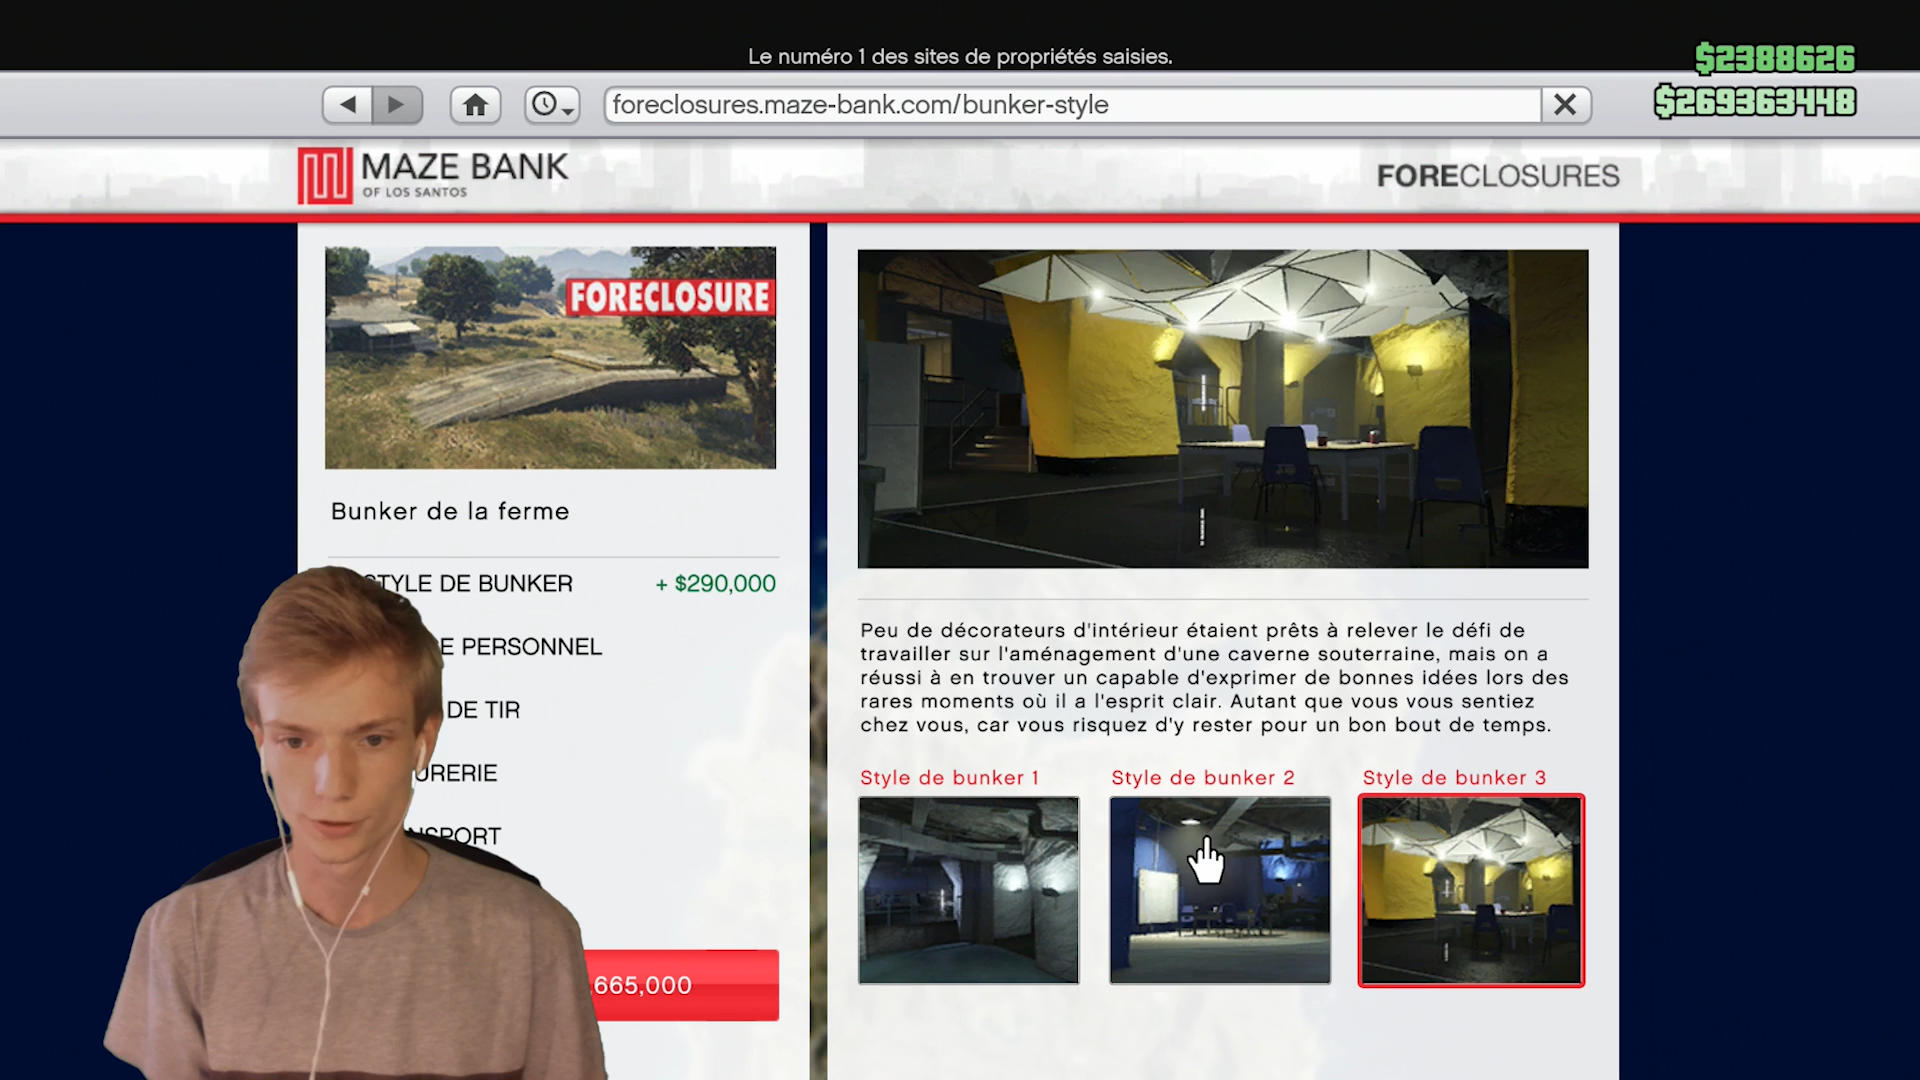 Le numéro 1 des sites de propriétés saisies.
$2388626
$269363448
foreclosures.maze-bank.com/bunker-style
MAZE BANK
OF LOS SANTOS
FORECLOSURES
FORECLOSURE
Bunker de la ferme
STYLE DE BUNKER + $290,000
PERSONNEL
DE TIR
665,000
Peu de décorateurs d'intérieur étaient prêts à relever le défi de
travailler sur l'aménagement d'une caverne souterraine, mais on a
réussi à en trouver un capable d'exprimer de bonnes idées lors des
rares moments où il a l'esprit clair. Autant que vous vous sentiez
chez vous, car vous risquez d'y rester pour un bon bout de temps.
Style de bunker 1
Style de bunker 2
Style de bunker 3